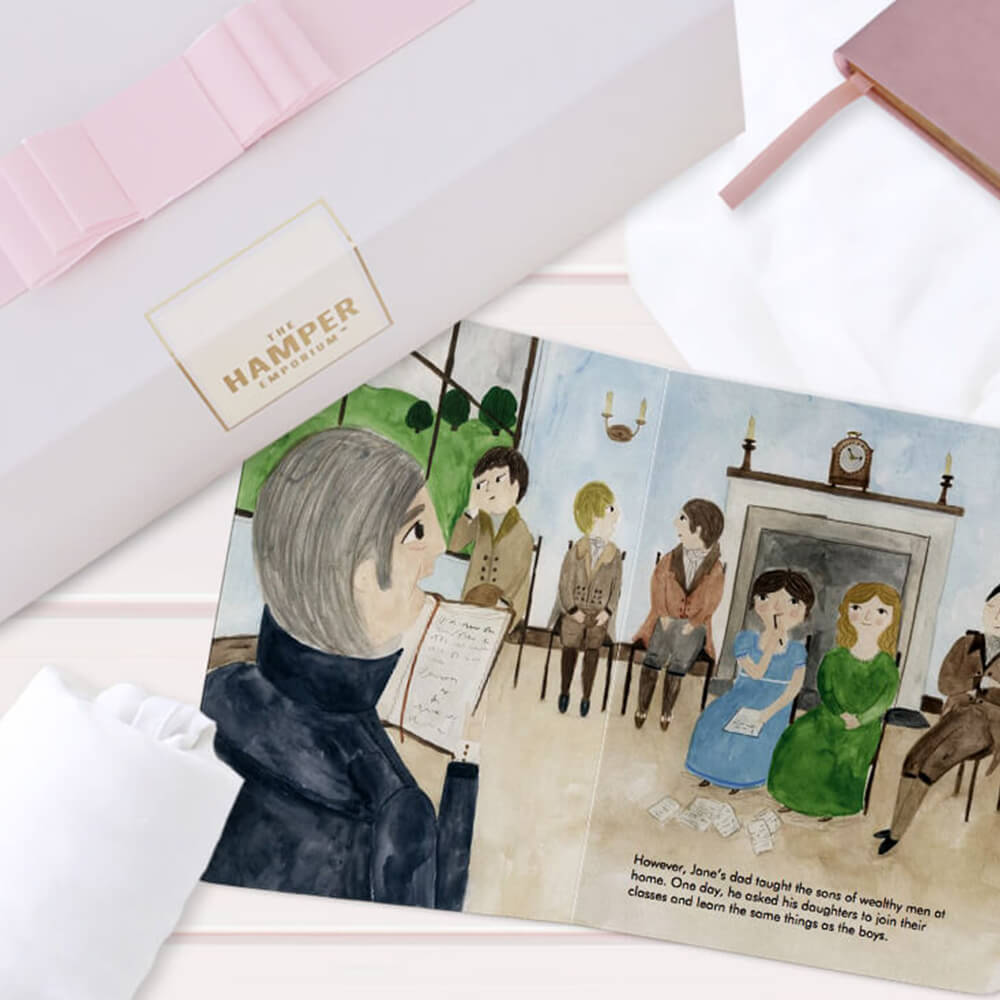 THE
HAMPER
EMPORIUM™
However, Jane's dad taught the sons of wealthy men at
home. One day, he asked his daughters to join their
classes and learn the same things as the boys.